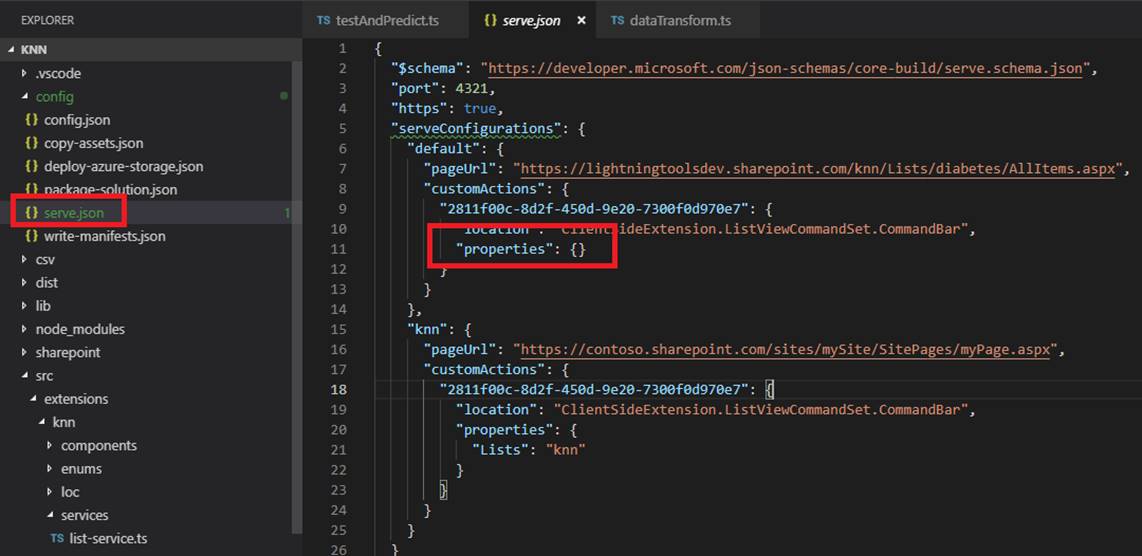 EXPLORER
KNN
.vscode
config
{} config.json
{} copy-assets.json
{} deploy-azure-storage.json
{} package-solution.json
{} serve.json 1
{} write-manifests.json
csv
dist
lib
node_modules
sharepoint
src
extensions
knn
components
enums
loc
services
TS list-service.ts
TS testAndPredict.ts {} serve.json × TS dataTransform.ts
1 {
2 "$schema": "https://developer.microsoft.com/json-schemas/core-build/serve.schema.json",
3 "port": 4321,
4 "https": true,
5 "serveConfigurations": {
6 "default": {
7 "pageUrl": "https://lightningtoolsdev.sharepoint.com/knn/Lists/diabetes/AllItems.aspx",
8 "customActions": {
9 "2811f00c-8d2f-450d-9e20-7300f0d970e7": {
10 "location": "ClientSideExtension.ListViewCommandSet.CommandBar",
11 "properties": {}
12 }
13 }
14 },
15 "knn": {
16 "pageUrl": "https://contoso.sharepoint.com/sites/mySite/SitePages/myPage.aspx",
17 "customActions": {
18 "2811f00c-8d2f-450d-9e20-7300f0d970e7": {
19 "location": "ClientSideExtension.ListViewCommandSet.CommandBar",
20 "properties": {
21 "Lists": "knn"
22 }
23 }
24 }
25 }
26 }